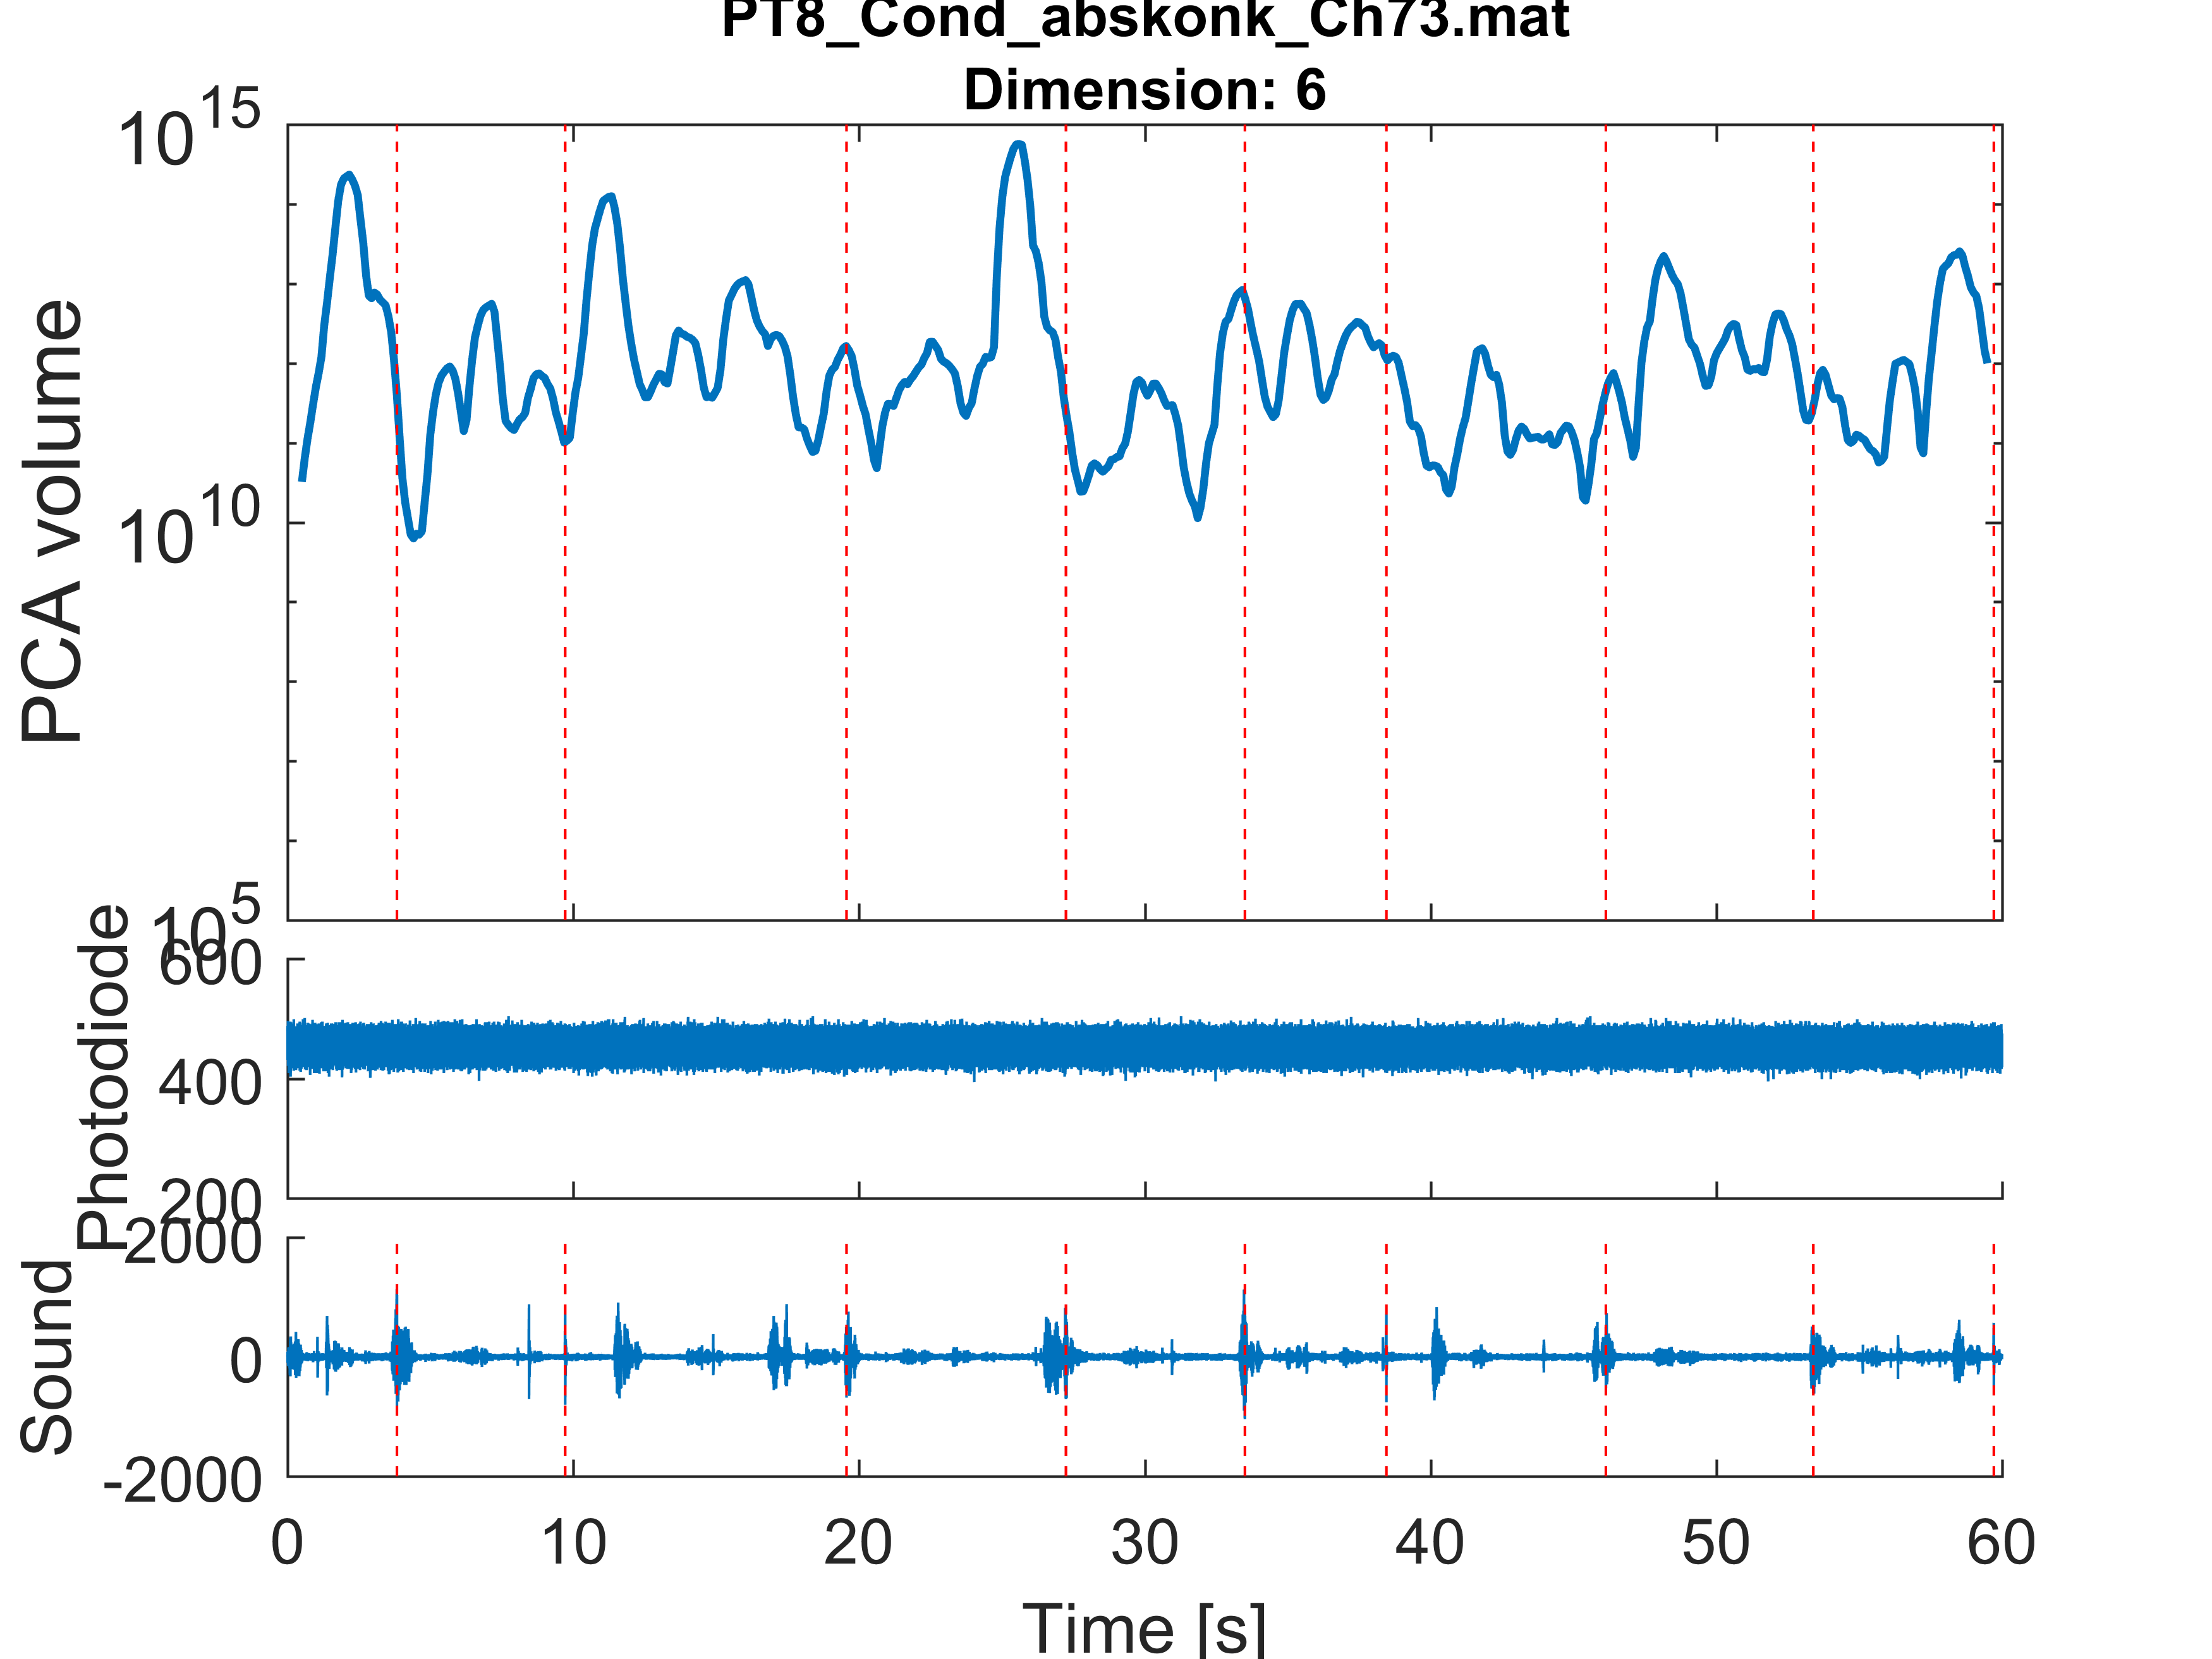 PT8_Cond_abskonk_Ch73.mat
Dimension: 6
10^15
10^10
10^5
PCA volume
600
400
200
Photodiode
2000
0
-2000
Sound
0 10 20 30 40 50 60
Time [s]